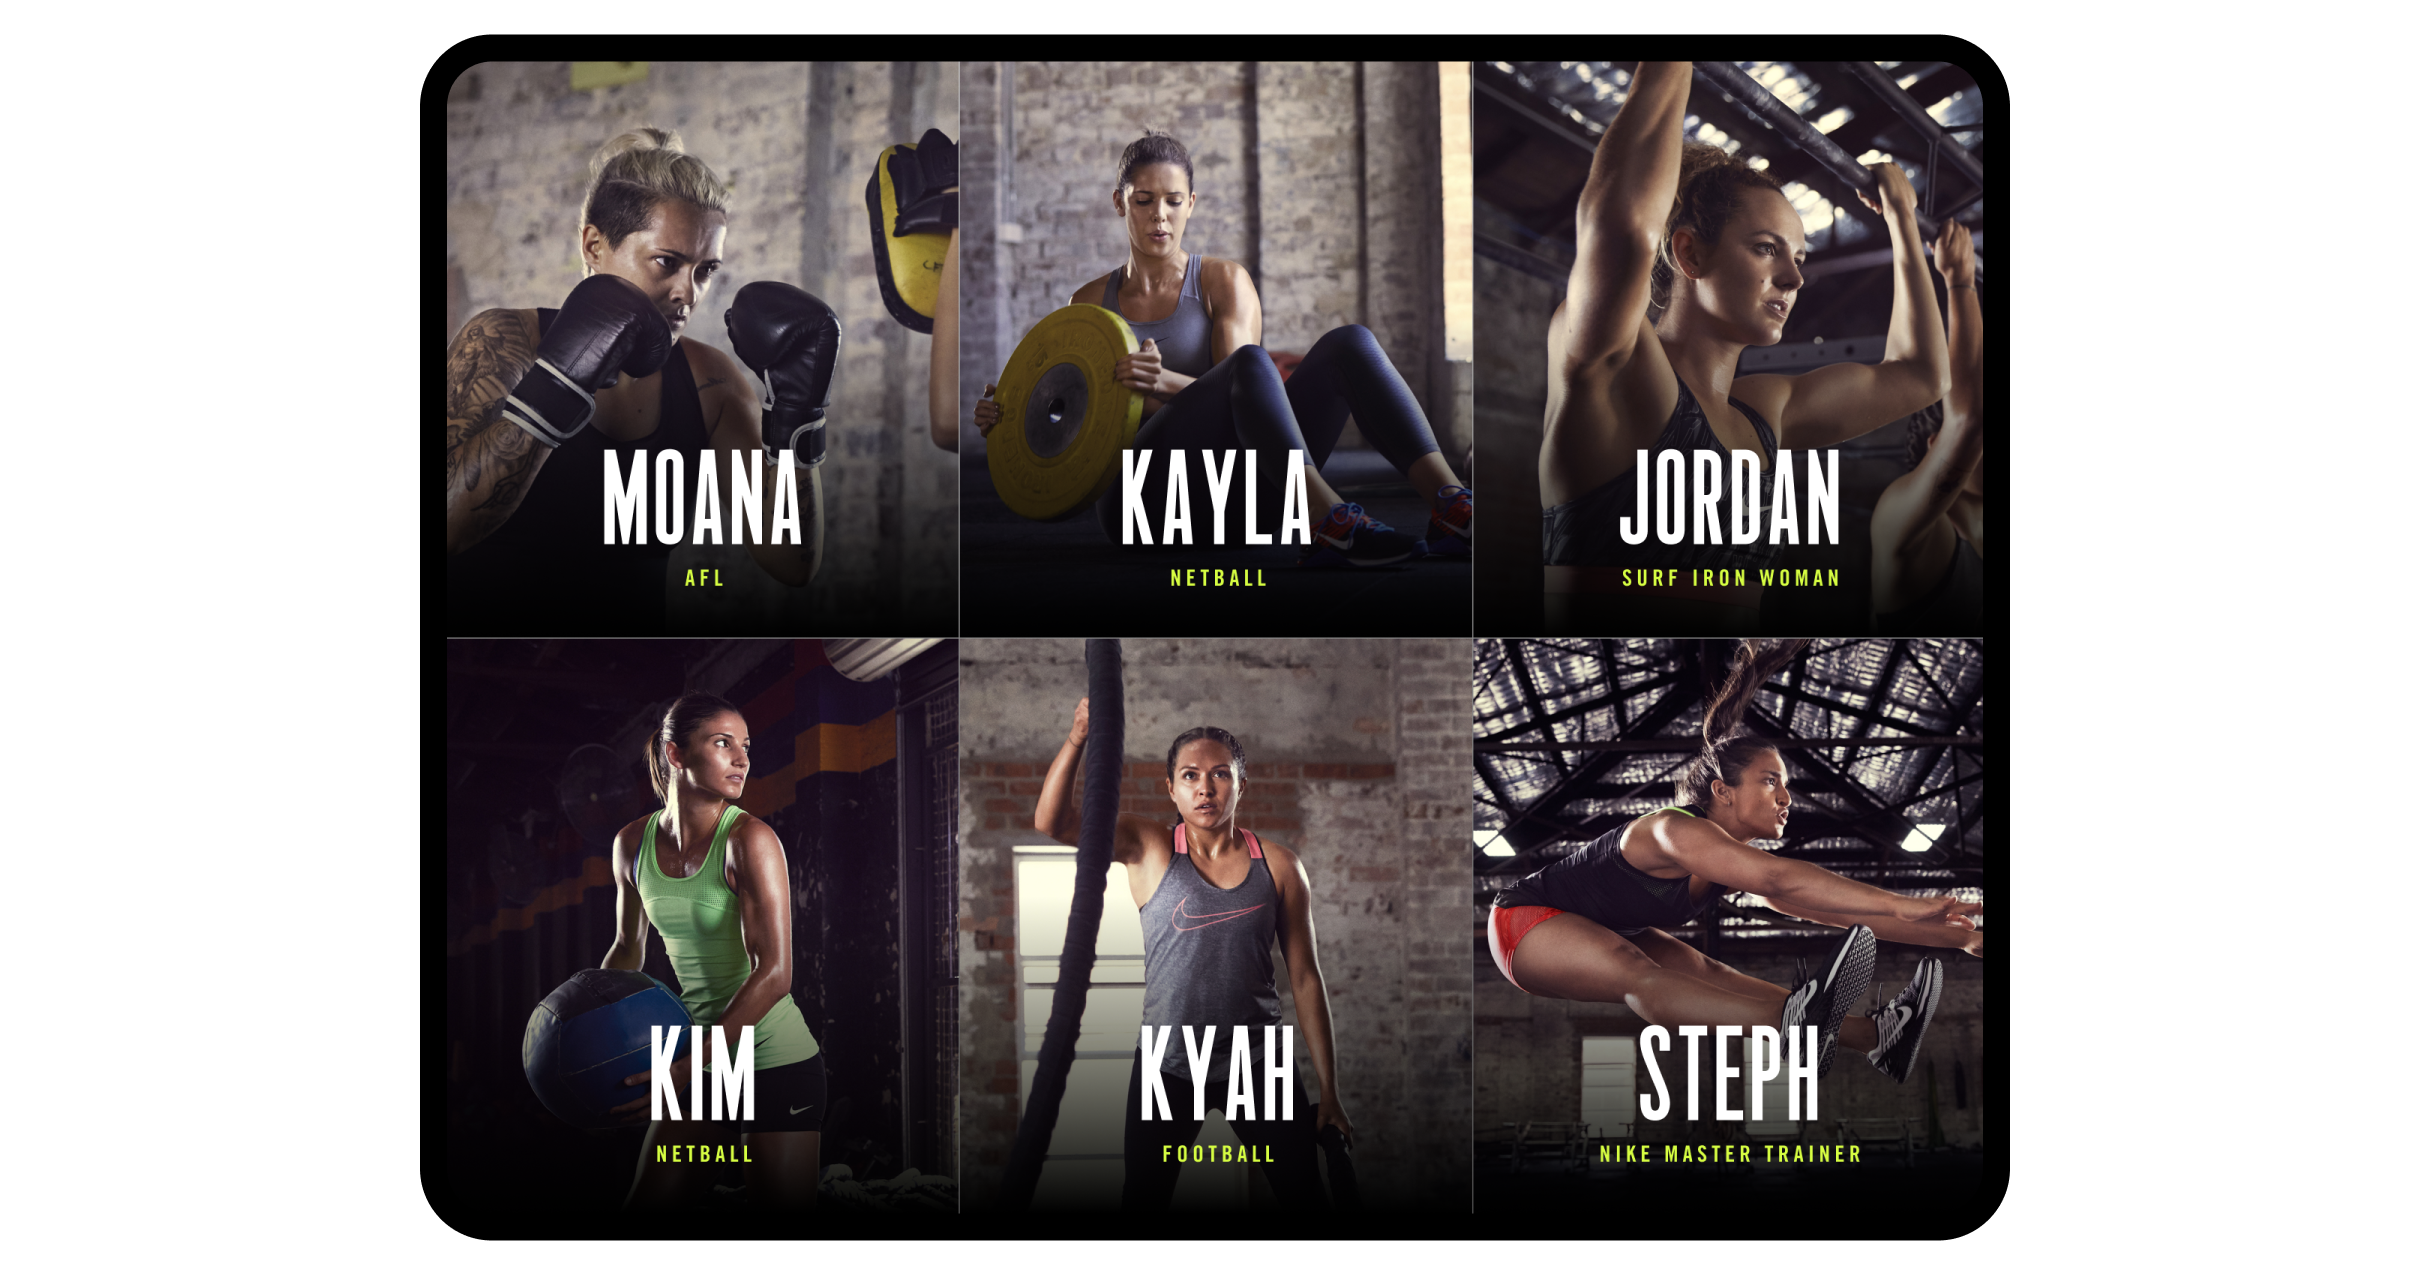 MOANA
AFL
KAYLA
NETBALL
JORDAN
SURF IRON WOMAN
KIM
NETBALL
KYAH
FOOTBALL
STEPH
NIKE MASTER TRAINER